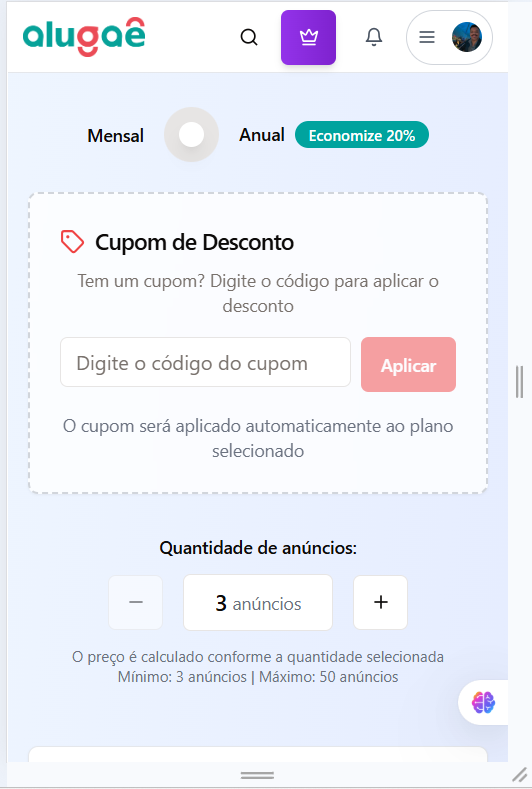 alugaê
Mensal
Anual
Economize 20%
Cupom de Desconto
Tem um cupom? Digite o código para aplicar o
desconto
Digite o código do cupom
Aplicar
O cupom será aplicado automaticamente ao plano
selecionado
Quantidade de anúncios:
− 3 anúncios +
O preço é calculado conforme a quantidade selecionada
Mínimo: 3 anúncios | Máximo: 50 anúncios